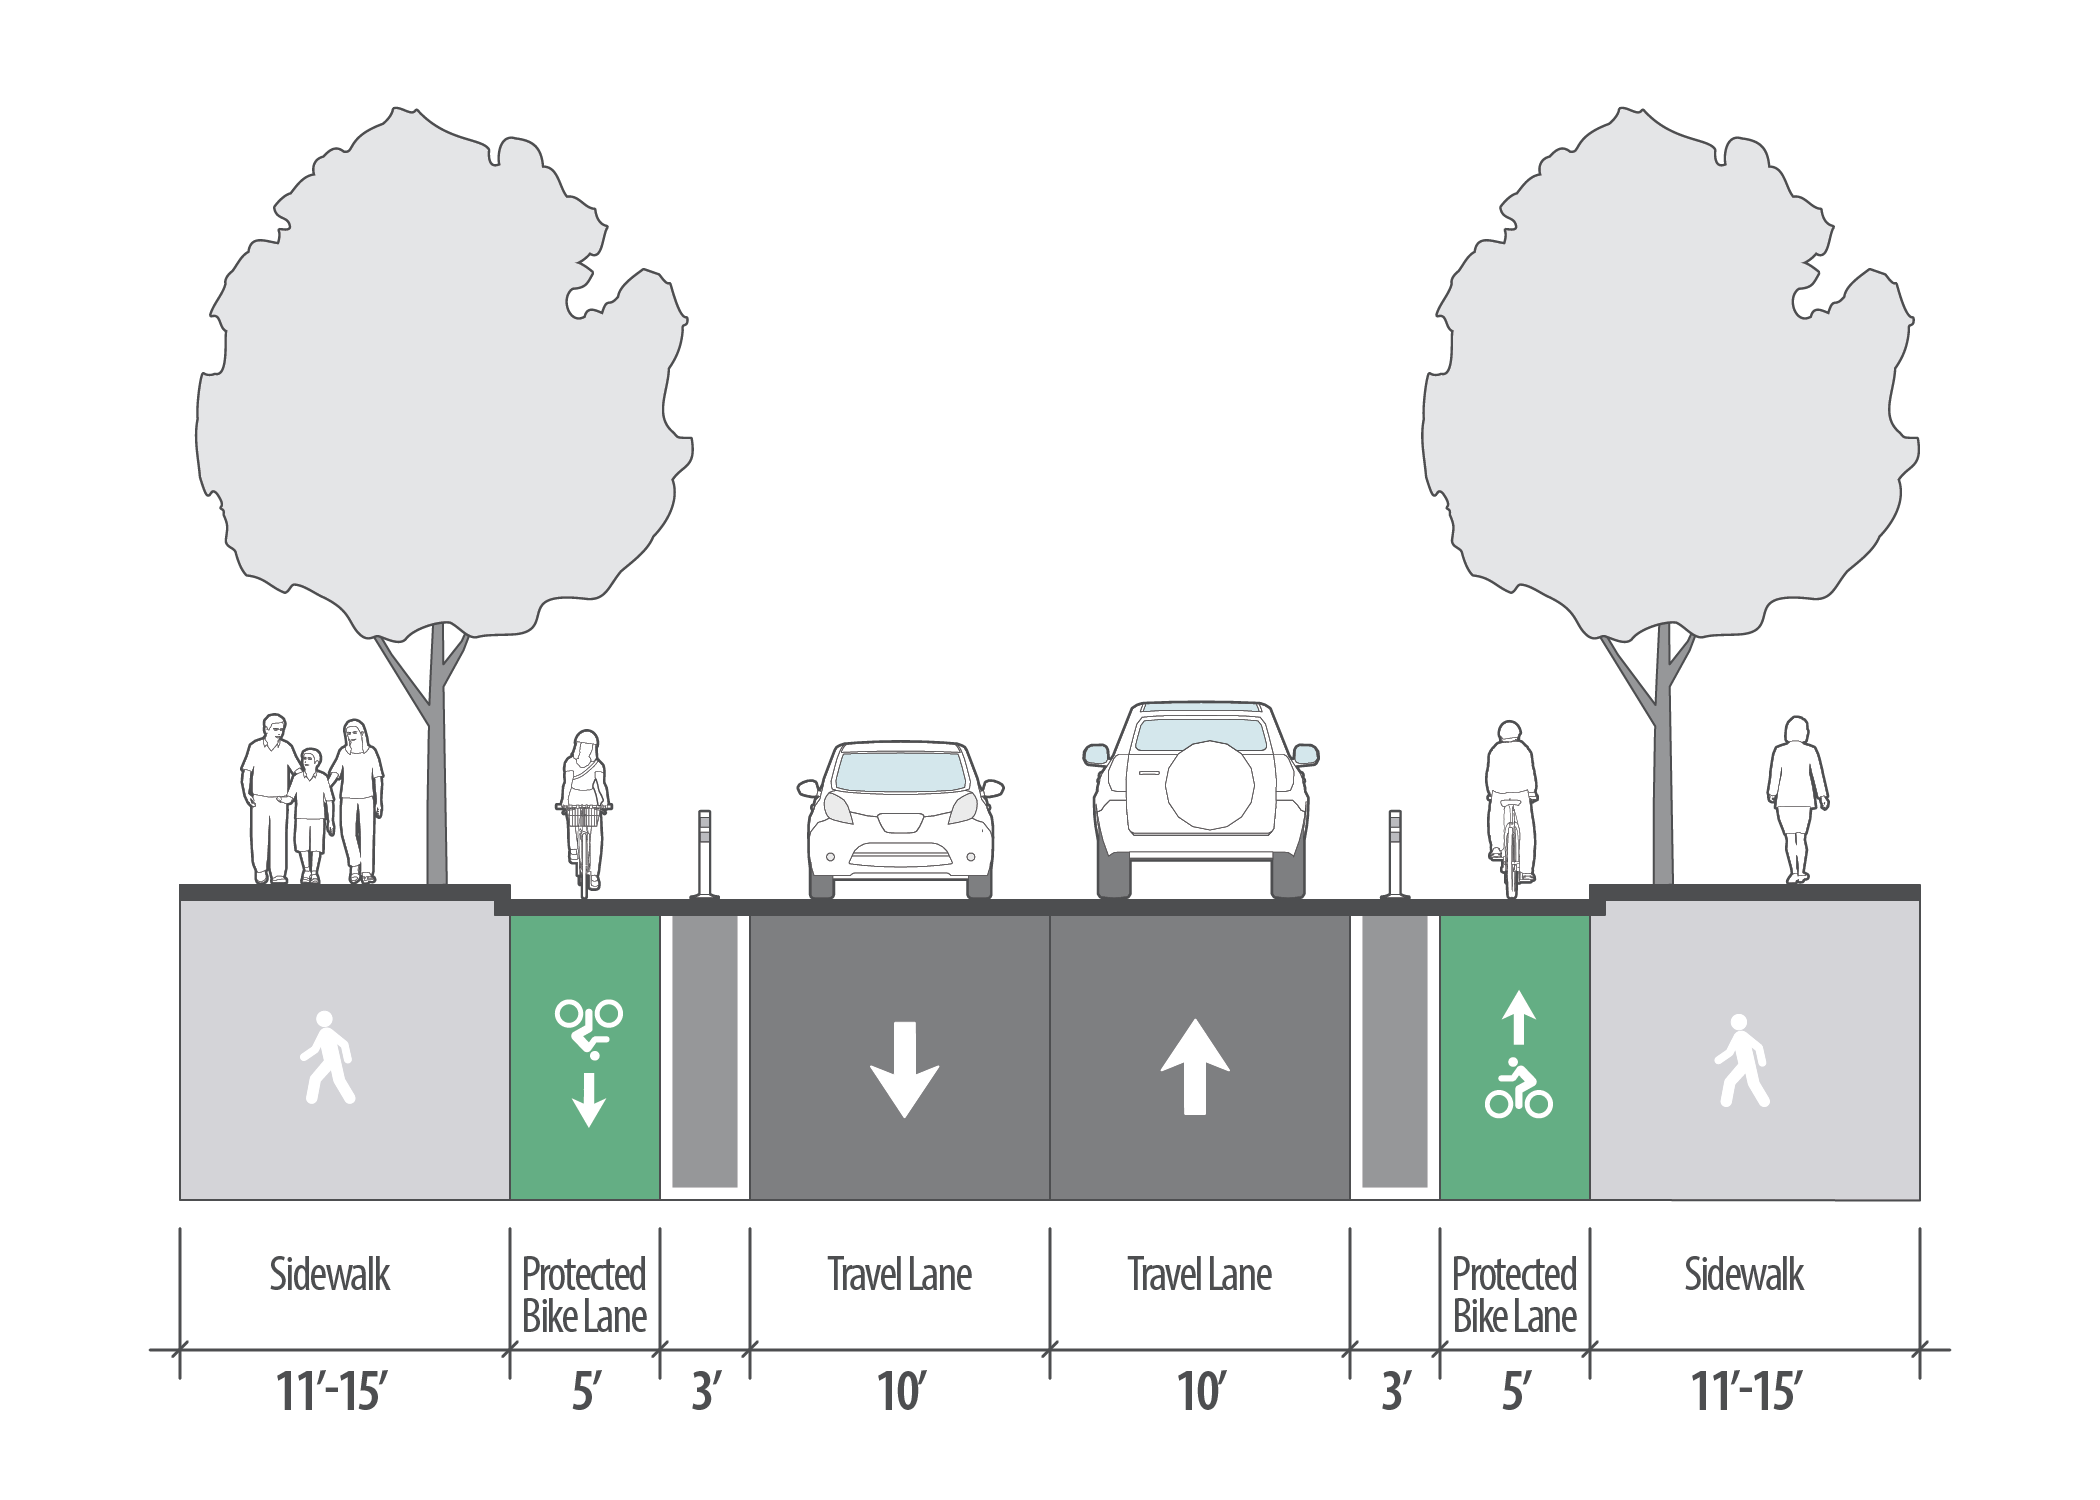 Sidewalk
Protected
Bike Lane
Travel Lane
Travel Lane
Protected
Bike Lane
Sidewalk
11’-15’
5’
3’
10’
10’
3’
5’
11’-15’